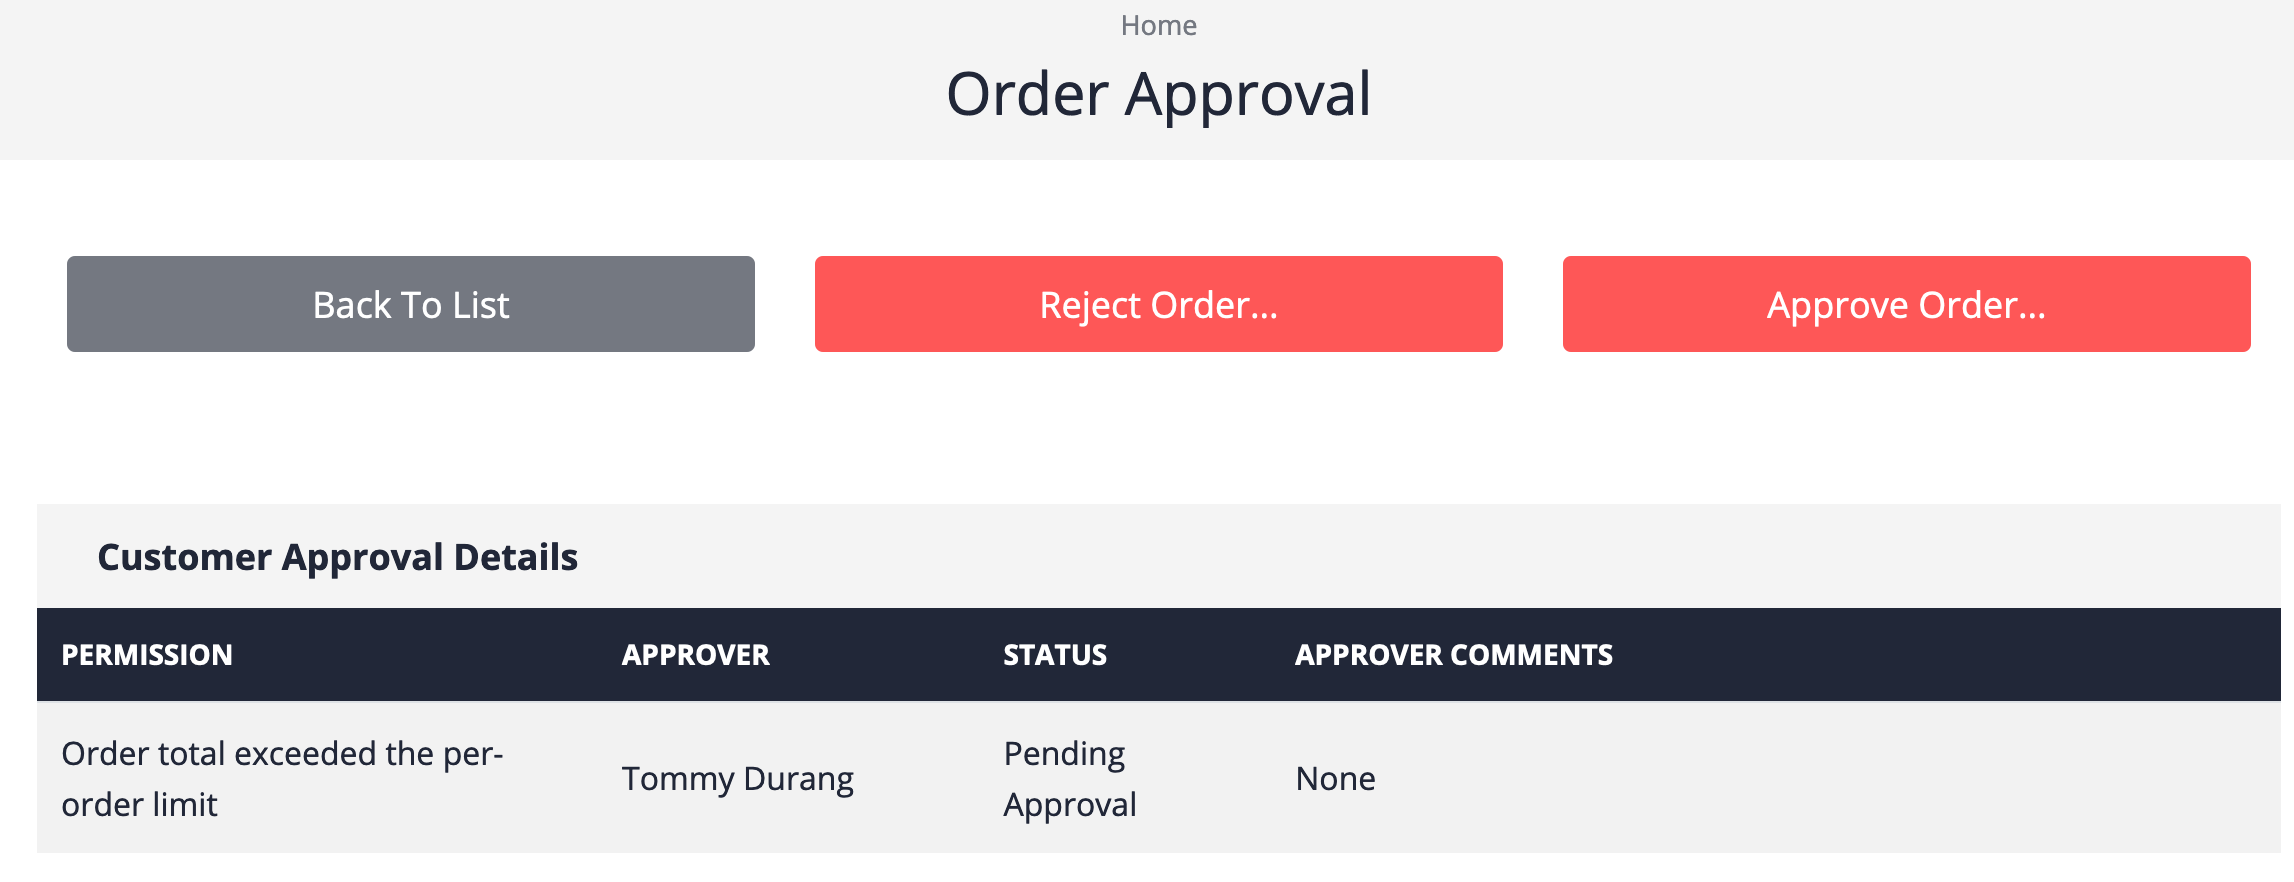 Home
Order Approval
Back To List
Reject Order...
Approve Order...
Customer Approval Details
PERMISSION APPROVER STATUS APPROVER COMMENTS
Order total exceeded the per-
order limit
Tommy Durang
Pending
Approval
None